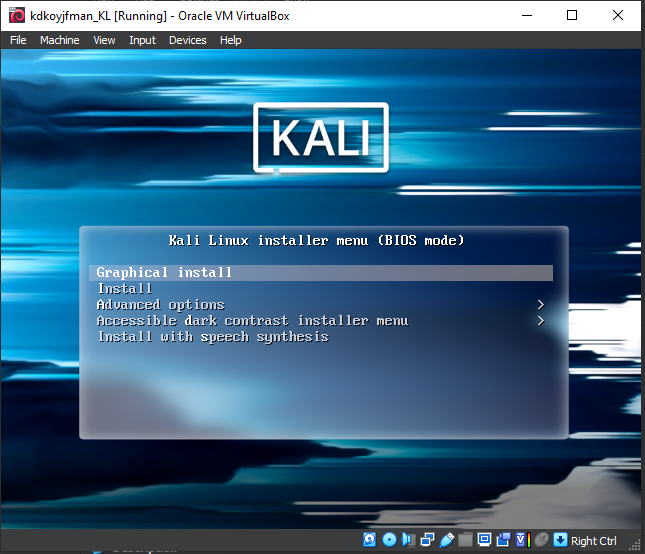 kdkoyjfman_KL [Running] - Oracle VM VirtualBox
File Machine View Input Devices Help
KALI
Kali Linux installer menu (BIOS mode)
Graphical install
Install
Advanced options >
Accessible dark contrast installer menu >
Install with speech synthesis
Right Ctrl